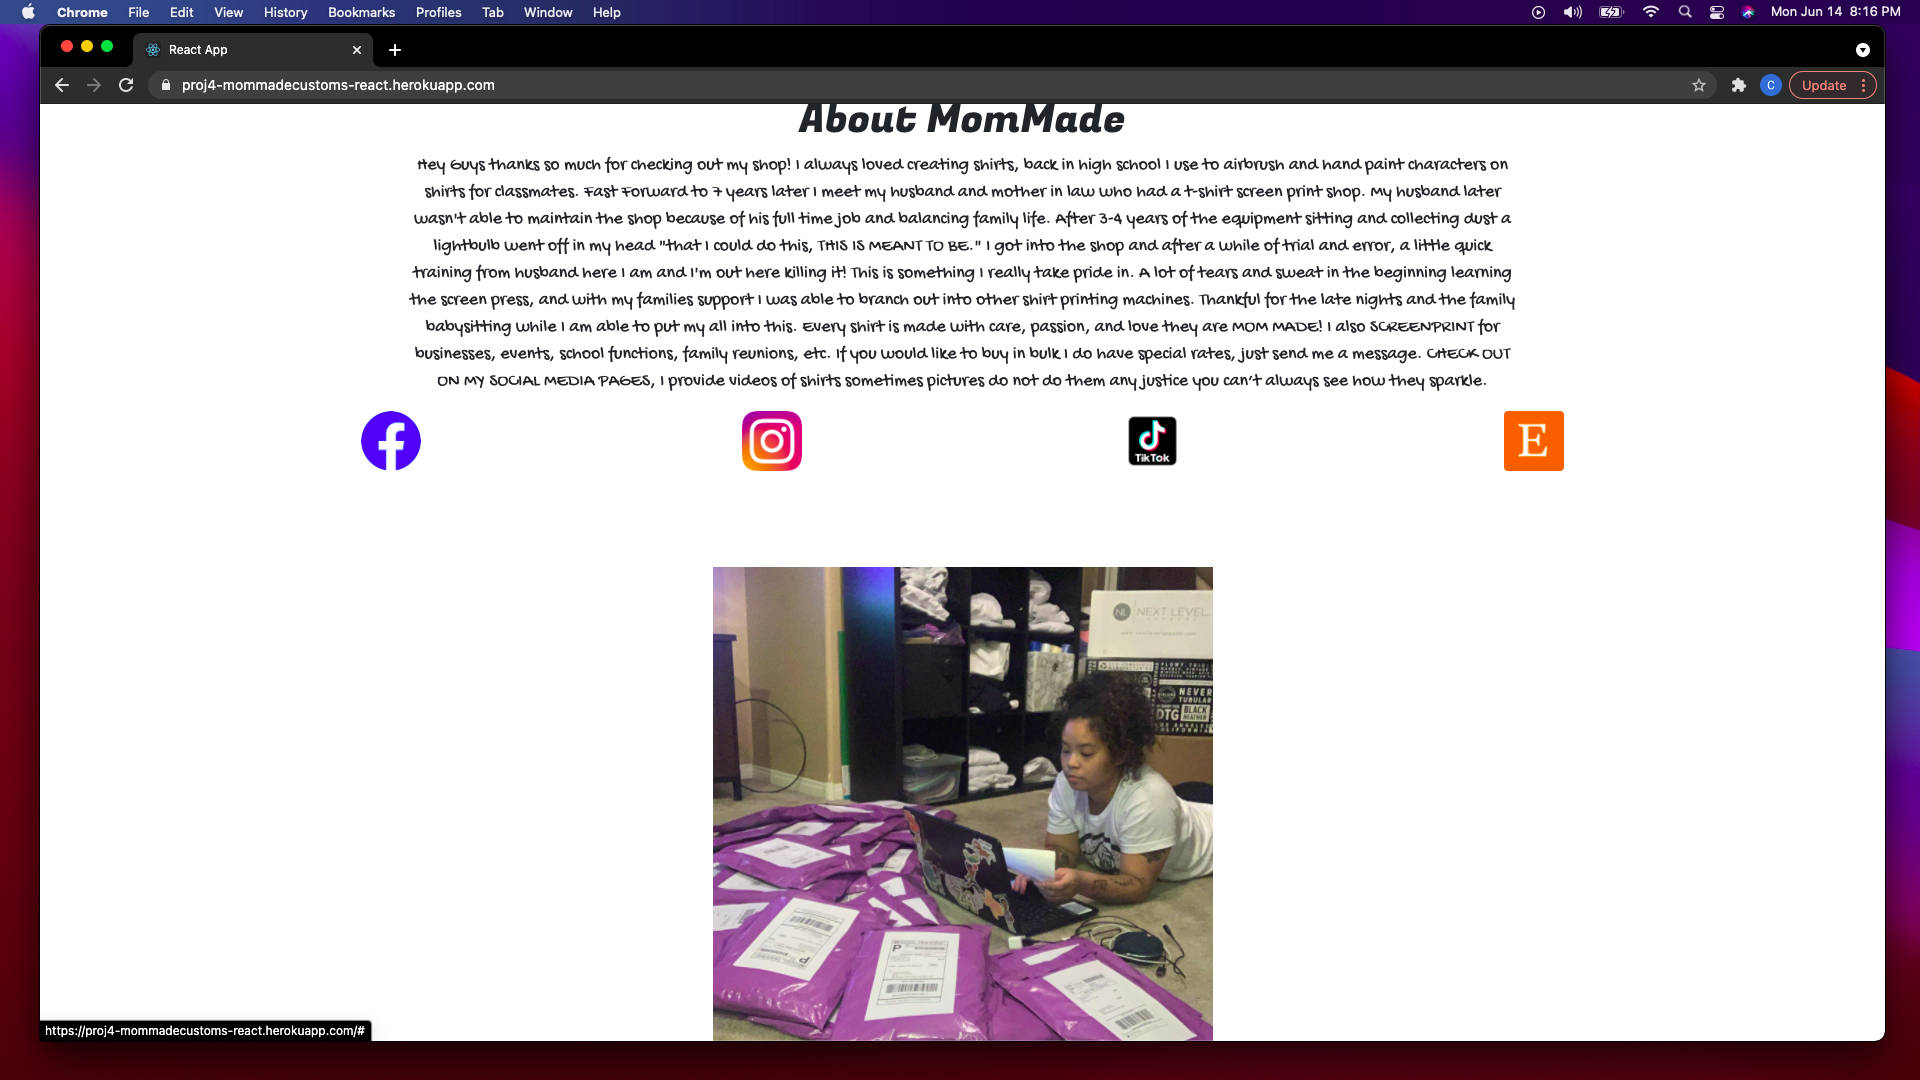 Chrome File Edit View History Bookmarks Profiles Tab Window Help Mon Jun 14 8:16 PM
React App
proj4-mommadecustoms-react.herokuapp.com C Update
About MomMade
Hey Guys thanks so much for checking out my shop! I always loved creating shirts, back in high school I use to airbrush and hand paint characters on
shirts for classmates. Fast Forward to 7 years later I meet my husband and mother in law who had a t-shirt screen print shop. My husband later
wasn't able to maintain the shop because of his full time job and balancing family life. After 3-4 years of the equipment sitting and collecting dust a
lightbulb went off in my head "that I could do this, THIS IS MEANT TO BE." I got into the shop and after a while of trial and error, a little quick
training from husband here I am and I'm out here killing it! This is something I really take pride in. A lot of tears and sweat in the beginning learning
the screen press, and with my families support I was able to branch out into other shirt printing machines. Thankful for the late nights and the family
babysitting while I am able to put my all into this. Every shirt is made with care, passion, and love they are MOM MADE! I also SCREENPRINT for
businesses, events, school functions, family reunions, etc. If you would like to buy in bulk I do have special rates, just send me a message. CHECK OUT
ON MY SOCIAL MEDIA PAGES, I provide videos of shirts sometimes pictures do not do them any justice you can't always see how they sparkle.
TikTok
E
NL NEXT LEVEL
NEVER
TUBULAR
DTG BLACK
HEATHER
LOS ANGELES
CALIFORNIA
P
P
https://proj4-mommadecustoms-react.herokuapp.com/#